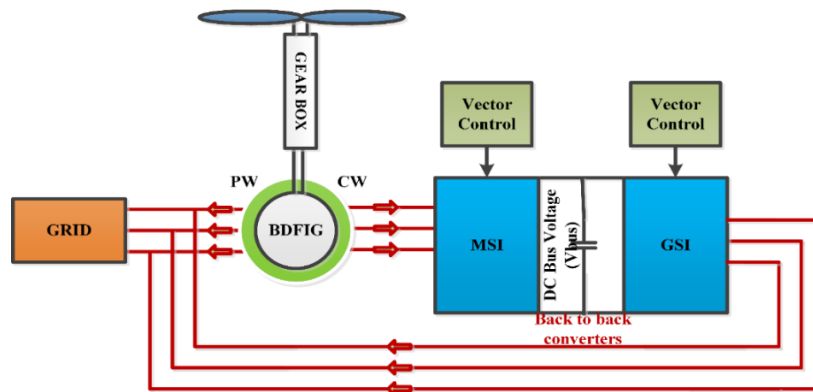 GEAR BOX
Vector
Control
Vector
Control
PW
CW
GRID
BDFIG
MSI
DC Bus Voltage
(Vbus)
GSI
Back to back
converters